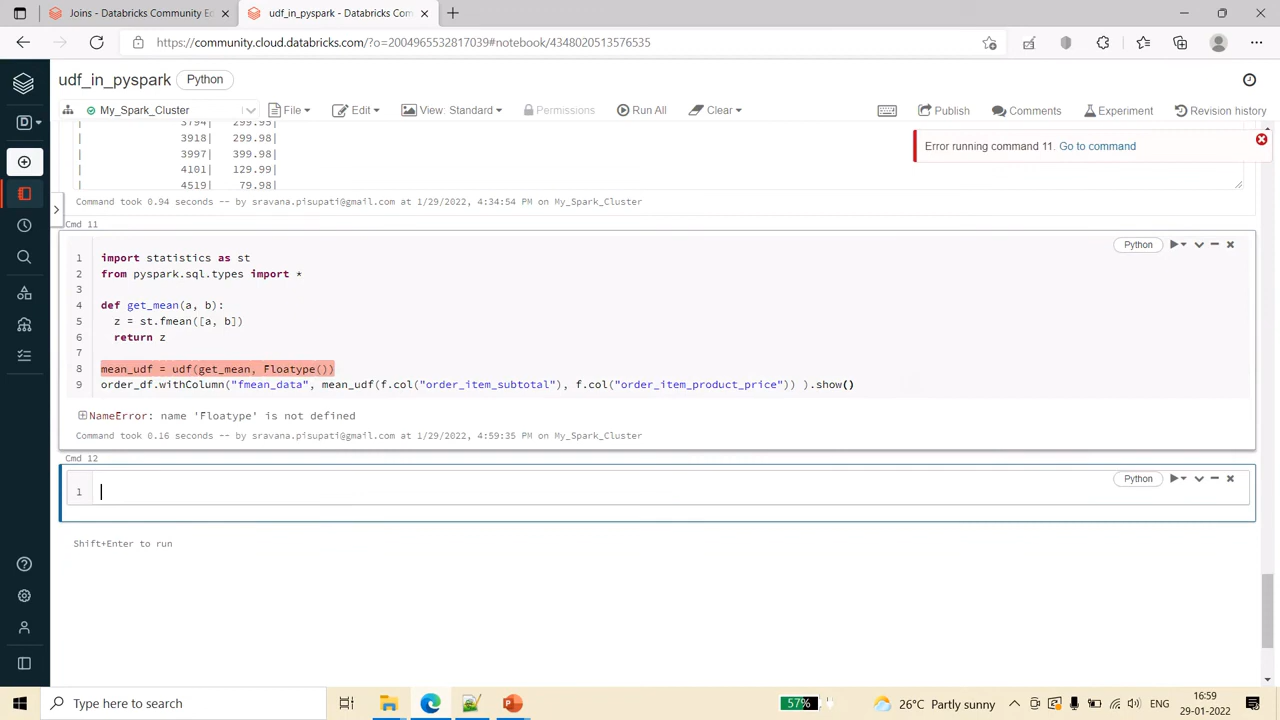 Joins - Databricks Community Ed
udf_in_pyspark - Databricks Com
https://community.cloud.databricks.com/?o=2004965532817039#notebook/4348020513576535
udf_in_pyspark
Python
My_Spark_Cluster
File
Edit
View: Standard
Permissions
Run All
Clear
Publish
Comments
Experiment
Revision history
D
Error running command 11. Go to command
| 3794| 299.95|
| 3918| 299.98|
| 3997| 399.98|
| 4101| 129.99|
| 4519| 79.98|
Command took 0.94 seconds -- by sravana.pisupati@gmail.com at 1/29/2022, 4:34:54 PM on My_Spark_Cluster
Cmd 11
Python
1 import statistics as st
2 from pyspark.sql.types import *
3
4 def get_mean(a, b):
5 z = st.fmean([a, b])
6 return z
7
8 mean_udf = udf(get_mean, Floatype())
9 order_df.withColumn("fmean_data", mean_udf(f.col("order_item_subtotal"), f.col("order_item_product_price")) ).show()
NameError: name 'Floatype' is not defined
Command took 0.16 seconds -- by sravana.pisupati@gmail.com at 1/29/2022, 4:59:35 PM on My_Spark_Cluster
Cmd 12
Python
1
Shift+Enter to run
Type here to search
57%
26°C Partly sunny
ENG
16:59
29-01-2022